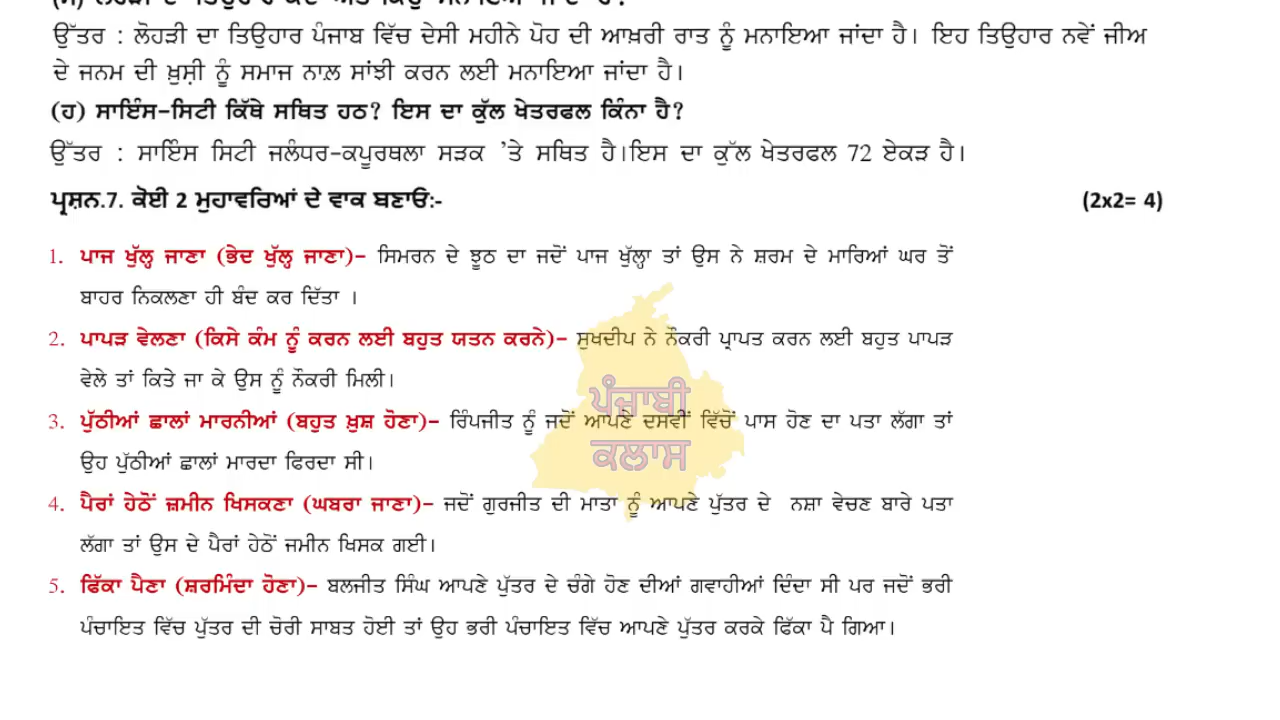 ਉੱਤਰ : ਲੋਹੜੀ ਦਾ ਤਿਉਹਾਰ ਪੰਜਾਬ ਵਿੱਚ ਦੇਸੀ ਮਹੀਨੇ ਪੋਹ ਦੀ ਆਖ਼ਰੀ ਰਾਤ ਨੂੰ ਮਨਾਇਆ ਜਾਂਦਾ ਹੈ। ਇਹ ਤਿਉਹਾਰ ਨਵੇਂ ਜੀਅ
ਦੇ ਜਨਮ ਦੀ ਖ਼ੁਸ਼ੀ ਨੂੰ ਸਮਾਜ ਨਾਲ਼ ਸਾਂਝੀ ਕਰਨ ਲਈ ਮਨਾਇਆ ਜਾਂਦਾ ਹੈ।
(ਹ) ਸਾਇੰਸ-ਸਿਟੀ ਕਿੱਥੇ ਸਥਿਤ ਹਠ? ਇਸ ਦਾ ਕੁੱਲ ਖੇਤਰਫਲ ਕਿੰਨਾ ਹੈ?
ਉੱਤਰ : ਸਾਇੰਸ ਸਿਟੀ ਜਲੰਧਰ-ਕਪੂਰਥਲਾ ਸੜਕ 'ਤੇ ਸਥਿਤ ਹੈ।ਇਸ ਦਾ ਕੁੱਲ ਖੇਤਰਫਲ 72 ਏਕੜ ਹੈ।
ਪ੍ਰਸ਼ਨ.7. ਕੋਈ 2 ਮੁਹਾਵਰਿਆਂ ਦੇ ਵਾਕ ਬਣਾਓ:- (2x2= 4)
1. ਪਾਜ ਖੁੱਲ੍ਹ ਜਾਣਾ (ਭੇਦ ਖੁੱਲ੍ਹ ਜਾਣਾ)- ਸਿਮਰਨ ਦੇ ਝੂਠ ਦਾ ਜਦੋਂ ਪਾਜ ਖੁੱਲ੍ਹਾ ਤਾਂ ਉਸ ਨੇ ਸ਼ਰਮ ਦੇ ਮਾਰਿਆਂ ਘਰ ਤੋਂ
ਬਾਹਰ ਨਿਕਲਣਾ ਹੀ ਬੰਦ ਕਰ ਦਿੱਤਾ ।
2. ਪਾਪੜ ਵੇਲਣਾ (ਕਿਸੇ ਕੰਮ ਨੂੰ ਕਰਨ ਲਈ ਬਹੁਤ ਯਤਨ ਕਰਨੇ)- ਸੁਖਦੀਪ ਨੇ ਨੌਕਰੀ ਪ੍ਰਾਪਤ ਕਰਨ ਲਈ ਬਹੁਤ ਪਾਪੜ
ਵੇਲੇ ਤਾਂ ਕਿਤੇ ਜਾ ਕੇ ਉਸ ਨੂੰ ਨੌਕਰੀ ਮਿਲੀ।
ਪੰਜਾਬੀ
3. ਪੁੱਠੀਆਂ ਛਾਲਾਂ ਮਾਰਨੀਆਂ (ਬਹੁਤ ਖ਼ੁਸ਼ ਹੋਣਾ)- ਰਿੰਪਜੀਤ ਨੂੰ ਜਦੋਂ ਆਪਣੇ ਦਸਵੀਂ ਵਿੱਚੋਂ ਪਾਸ ਹੋਣ ਦਾ ਪਤਾ ਲੱਗਾ ਤਾਂ
ਉਹ ਪੁੱਠੀਆਂ ਛਾਲਾਂ ਮਾਰਦਾ ਫਿਰਦਾ ਸੀ।
ਕਲਾਸ
4. ਪੈਰਾਂ ਹੇਠੋਂ ਜ਼ਮੀਨ ਖਿਸਕਣਾ (ਘਬਰਾ ਜਾਣਾ)- ਜਦੋਂ ਗੁਰਜੀਤ ਦੀ ਮਾਤਾ ਨੂੰ ਆਪਣੇ ਪੁੱਤਰ ਦੇ ਨਸ਼ਾ ਵੇਚਣ ਬਾਰੇ ਪਤਾ
ਲੱਗਾ ਤਾਂ ਉਸ ਦੇ ਪੈਰਾਂ ਹੇਠੋਂ ਜਮੀਨ ਖਿਸਕ ਗਈ।
5. ਫਿੱਕਾ ਪੈਣਾ (ਸ਼ਰਮਿੰਦਾ ਹੋਣਾ)- ਬਲਜੀਤ ਸਿੰਘ ਆਪਣੇ ਪੁੱਤਰ ਦੇ ਚੰਗੇ ਹੋਣ ਦੀਆਂ ਗਵਾਹੀਆਂ ਦਿੰਦਾ ਸੀ ਪਰ ਜਦੋਂ ਭਰੀ
ਪੰਚਾਇਤ ਵਿੱਚ ਪੁੱਤਰ ਦੀ ਚੋਰੀ ਸਾਬਤ ਹੋਈ ਤਾਂ ਉਹ ਭਰੀ ਪੰਚਾਇਤ ਵਿੱਚ ਆਪਣੇ ਪੁੱਤਰ ਕਰਕੇ ਫਿੱਕਾ ਪੈ ਗਿਆ।